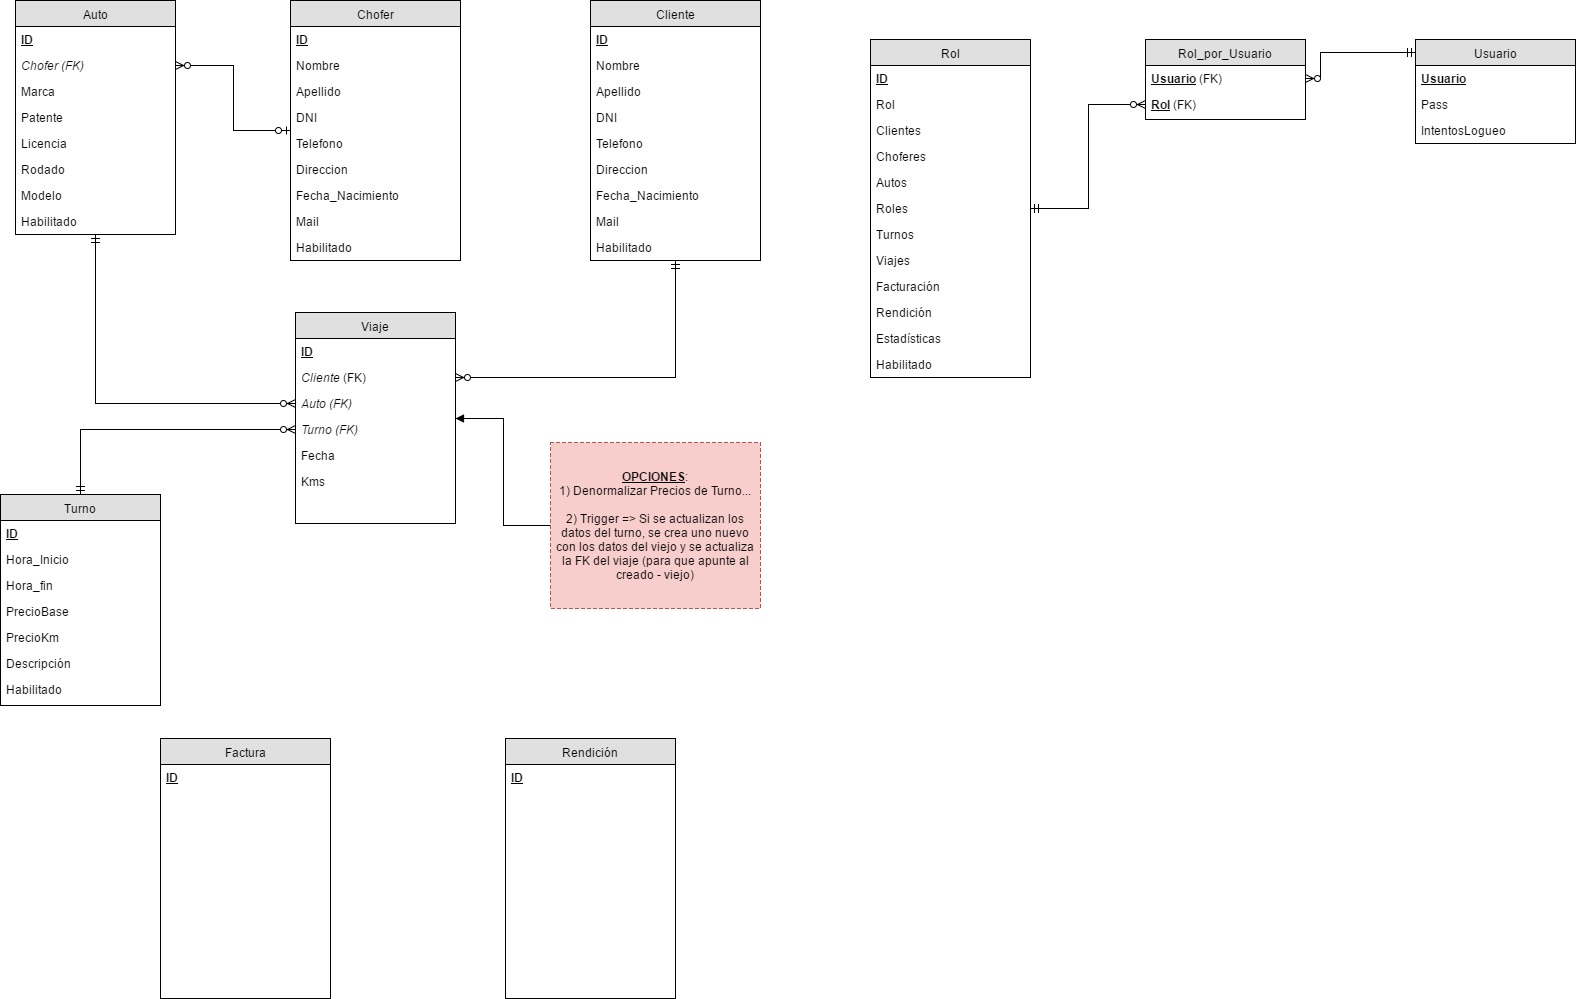 Auto
ID
Chofer (FK)
Marca
Patente
Licencia
Rodado
Modelo
Habilitado
Chofer
ID
Nombre
Apellido
DNI
Telefono
Direccion
Fecha_Nacimiento
Mail
Habilitado
Cliente
ID
Nombre
Apellido
DNI
Telefono
Direccion
Fecha_Nacimiento
Mail
Habilitado
Rol
ID
Rol
Clientes
Choferes
Autos
Roles
Turnos
Viajes
Facturación
Rendición
Estadísticas
Habilitado
Rol_por_Usuario
Usuario (FK)
Rol (FK)
Usuario
Usuario
Pass
IntentosLogueo
Viaje
ID
Cliente (FK)
Auto (FK)
Turno (FK)
Fecha
Kms
OPCIONES:
1) Denormalizar Precios de Turno...
2) Trigger => Si se actualizan los
datos del turno, se crea uno nuevo
con los datos del viejo y se actualiza
la FK del viaje (para que apunte al
creado - viejo)
Turno
ID
Hora_Inicio
Hora_fin
PrecioBase
PrecioKm
Descripción
Habilitado
Factura
ID
Rendición
ID